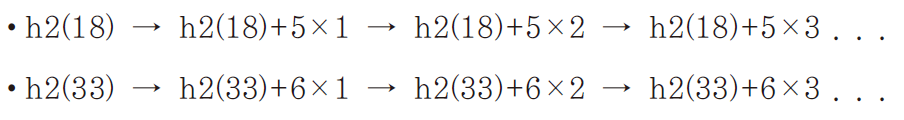 • h2(18) → h2(18)+5×1 → h2(18)+5×2 → h2(18)+5×3 . . .
• h2(33) → h2(33)+6×1 → h2(33)+6×2 → h2(33)+6×3 . . .